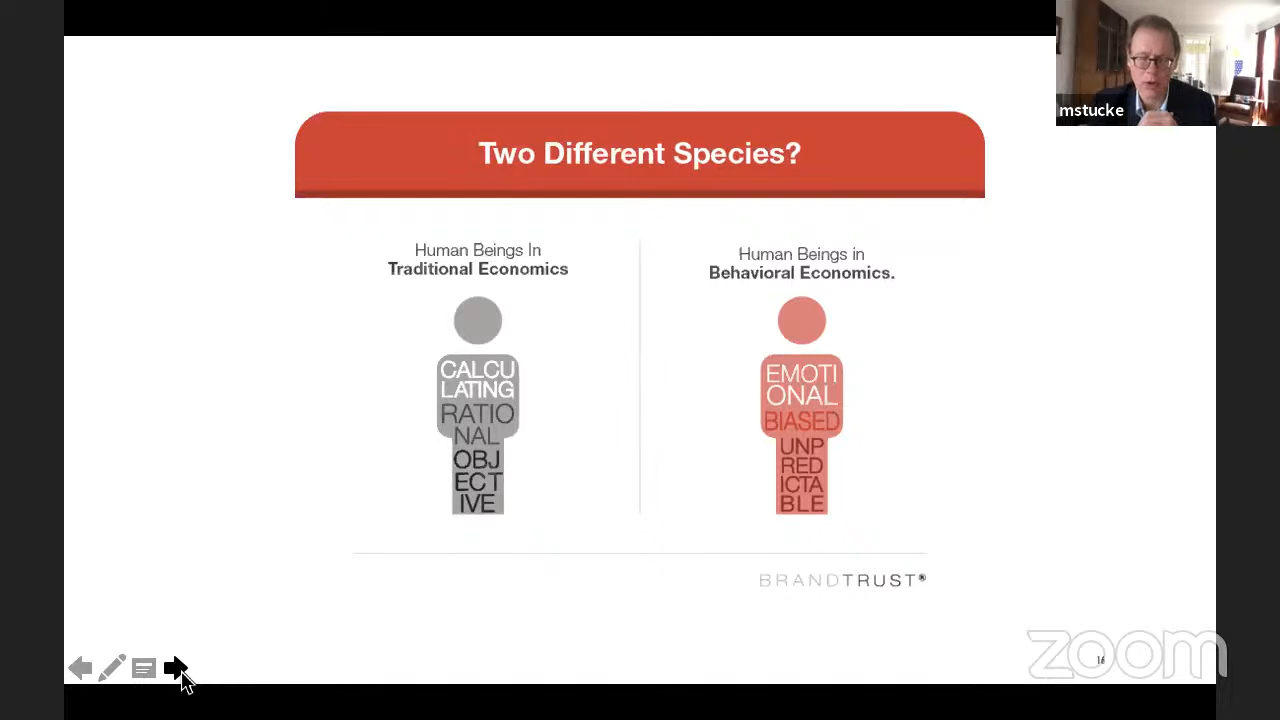 mstucke
Two Different Species?
Human Beings In
Traditional Economics
CALCU
LATING
RATIO
NAL
OBJ
ECT
IVE
Human Beings in
Behavioral Economics.
EMOTI
ONAL
BIASED
UNP
RED
ICTA
BLE
BRANDTRUST®
16
zoom